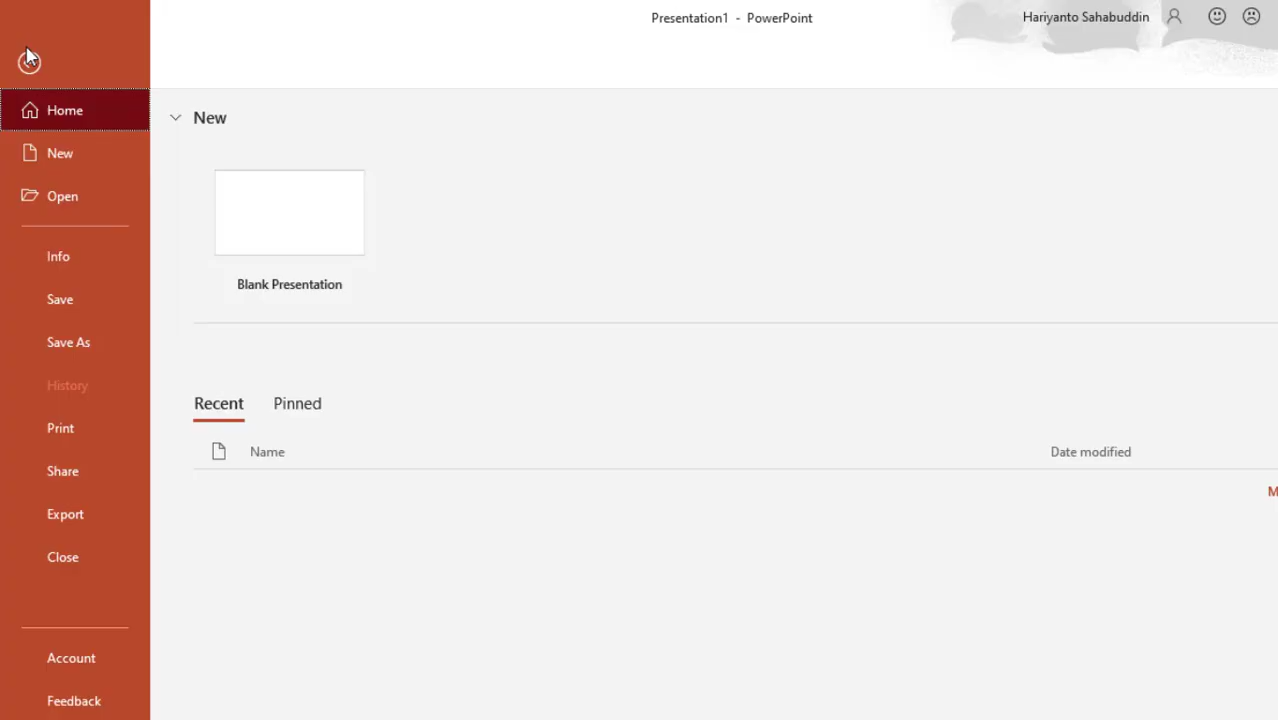 Presentation1 - PowerPoint
Hariyanto Sahabuddin
Home
New
Open
Info
Save
Save As
History
Print
Share
Export
Close
Account
Feedback
New
Blank Presentation
Recent Pinned
Name Date modified